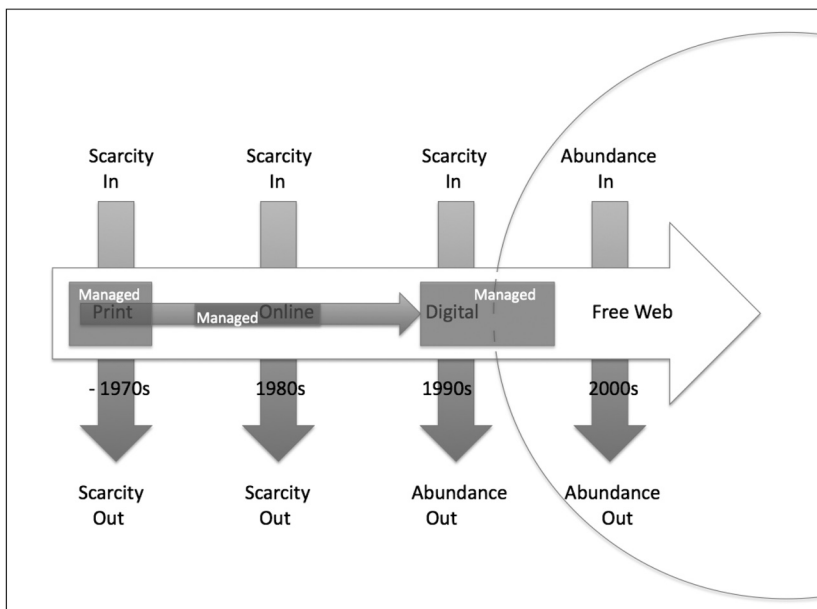 Scarcity In
Scarcity In
Scarcity In
Abundance In
Managed
Print
Managed
Online
Managed
Digital
Free Web
- 1970s
1980s
1990s
2000s
Scarcity Out
Scarcity Out
Abundance Out
Abundance Out